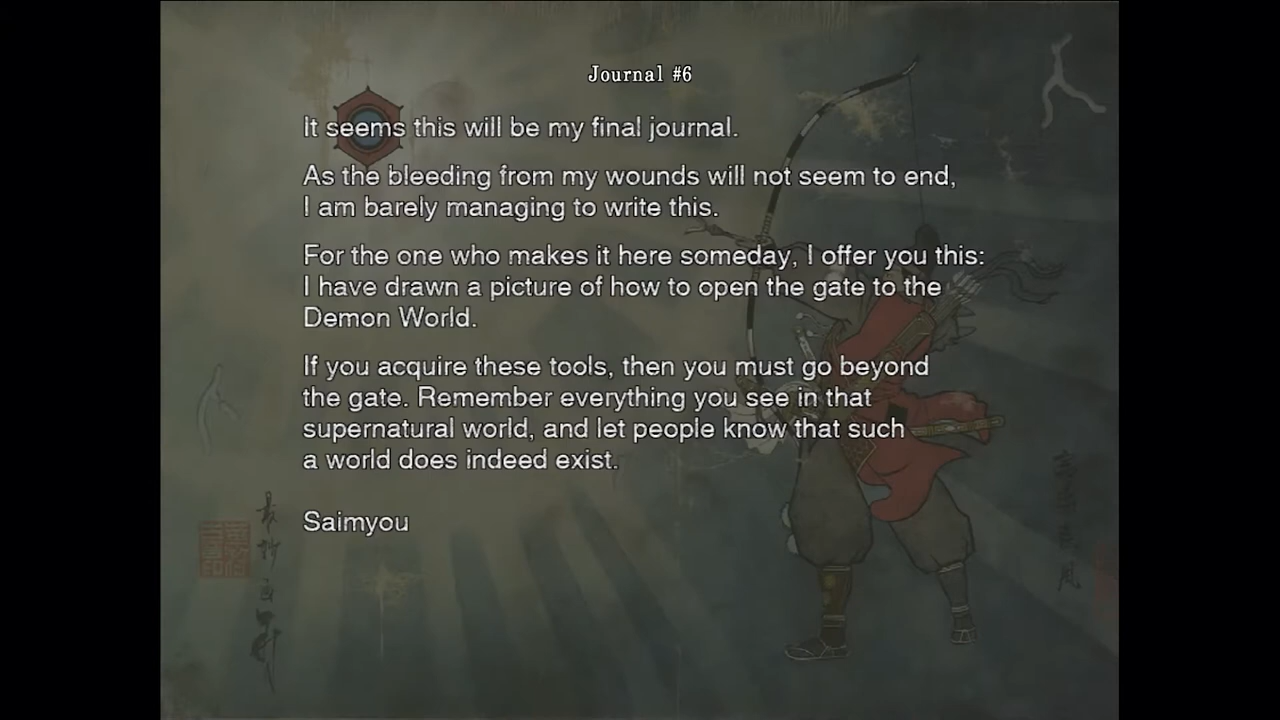 Journal #6
It seems this will be my final journal.
As the bleeding from my wounds will not seem to end,
I am barely managing to write this.
For the one who makes it here someday, I offer you this:
I have drawn a picture of how to open the gate to the
Demon World.
If you acquire these tools, then you must go beyond
the gate. Remember everything you see in that
supernatural world, and let people know that such
a world does indeed exist.
Saimyou